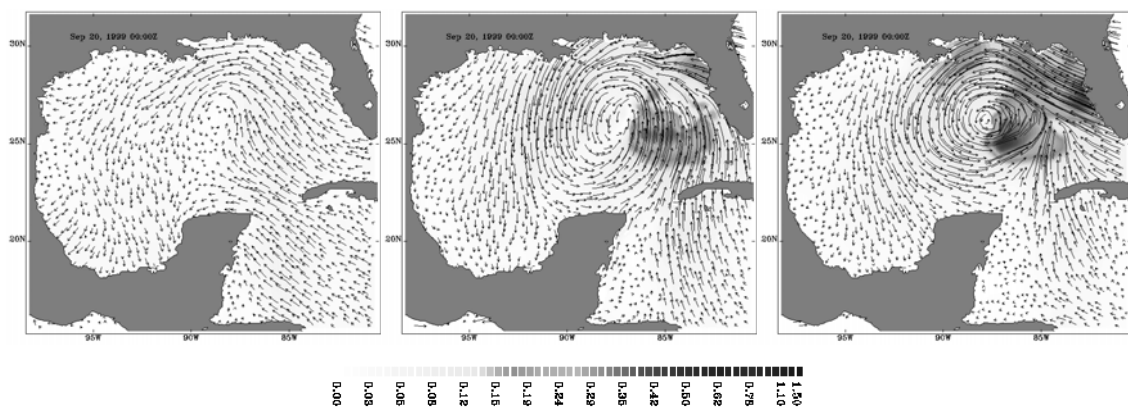 Sep 20, 1999 00:00Z
Sep 20, 1999 00:00Z
Sep 20, 1999 00:00Z
30N
25N
20N
95W
90W
85W
30N
25N
20N
95W
90W
85W
30N
25N
20N
95W
90W
85W
0.00
0.03
0.05
0.08
0.12
0.15
0.19
0.24
0.29
0.35
0.42
0.50
0.62
0.78
1.10
1.50